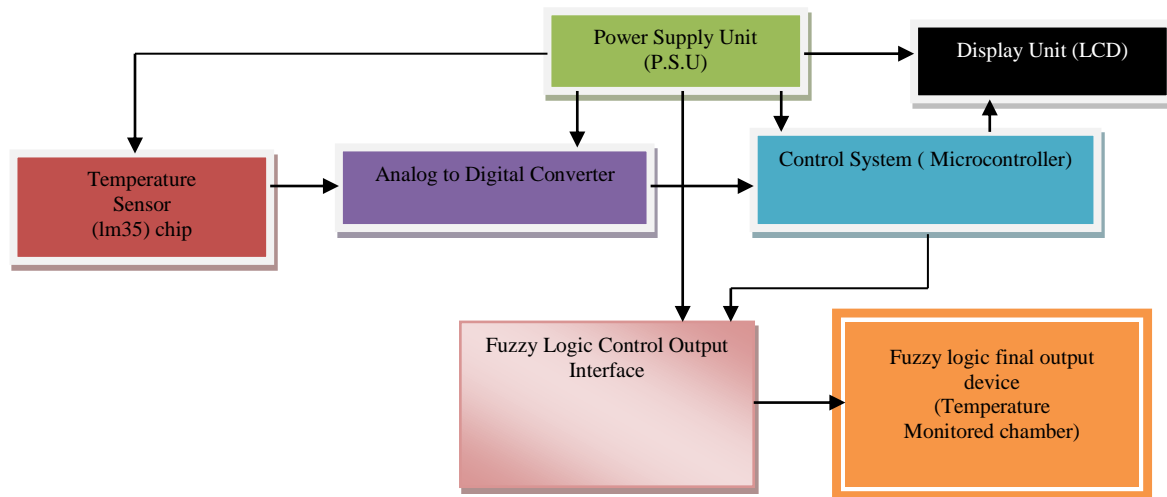 Power Supply Unit
(P.S.U)
Display Unit (LCD)
Temperature
Sensor
(lm35) chip
Analog to Digital Converter
Control System ( Microcontroller)
Fuzzy Logic Control Output
Interface
Fuzzy logic final output
device
(Temperature
Monitored chamber)